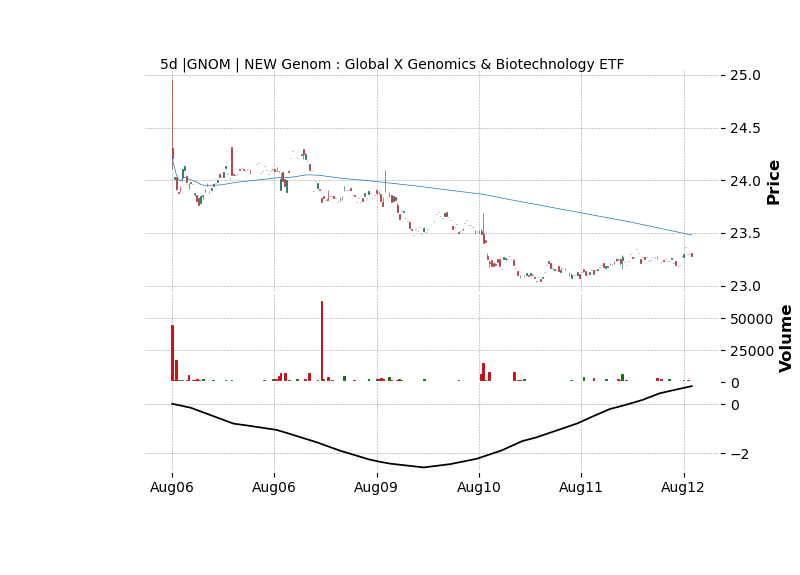 5d |GNOM | NEW Genom : Global X Genomics & Biotechnology ETF
25.0
24.5
24.0
23.5
23.0
Price
50000
25000
0
Volume
0
−2
Aug06 Aug06 Aug09 Aug10 Aug11 Aug12